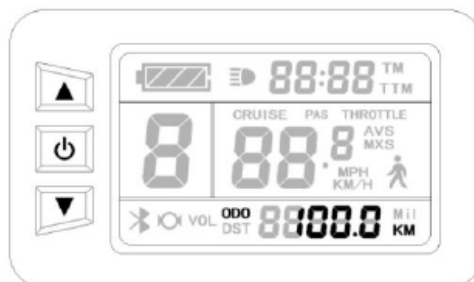 88:88 TM
TTM
CRUISE PAS THROTTLE
8 88.8 AVS
MXS
MPH
KM/H
VOL ODO 88100.0 Mil
DST KM